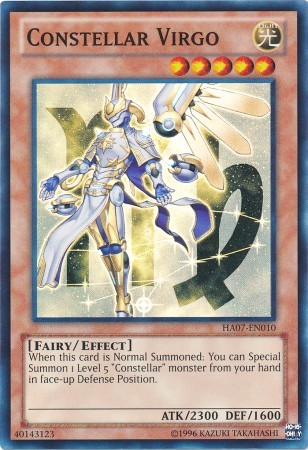 CONSTELLAR VIRGO
LIGHT
光
HA07-EN010
[FAIRY/EFFECT]
When this card is Normal Summoned: You can Special
Summon 1 Level 5 "Constellar" monster from your hand
in face-up Defense Position.
ATK/2300 DEF/1600
40143123
©1996 KAZUKI TAKAHASHI